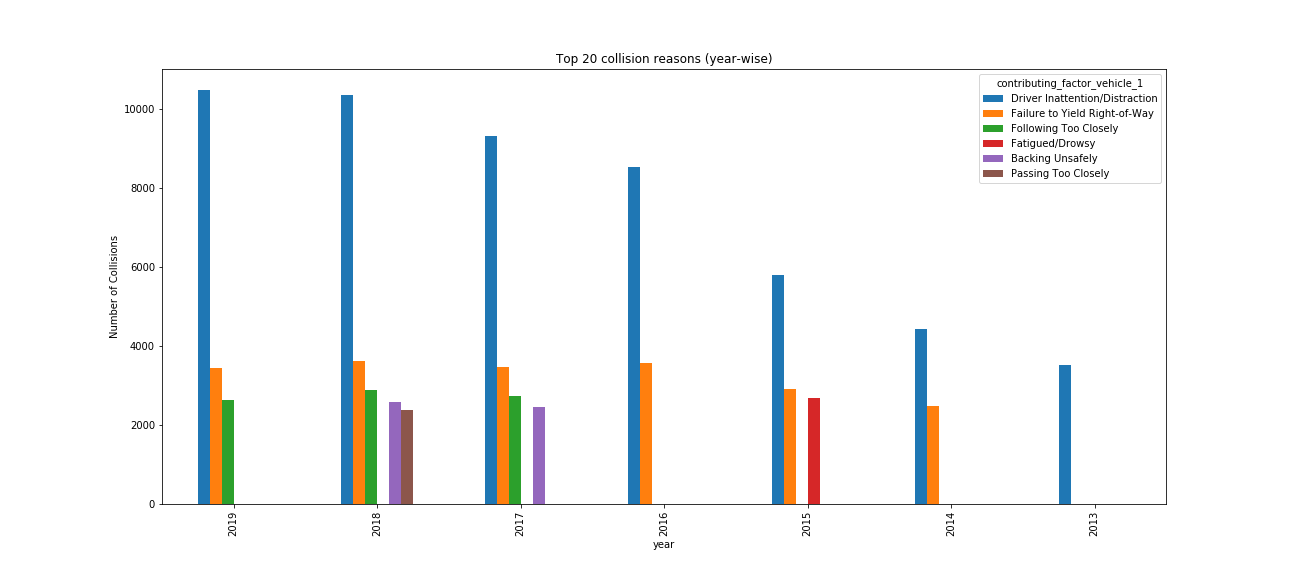 Top 20 collision reasons (year-wise)
contributing_factor_vehicle_1
Driver Inattention/Distraction
Failure to Yield Right-of-Way
Following Too Closely
Fatigued/Drowsy
Backing Unsafely
Passing Too Closely
Number of Collisions
10000
8000
6000
4000
2000
0
2019
2018
2017
2016
2015
2014
2013
year